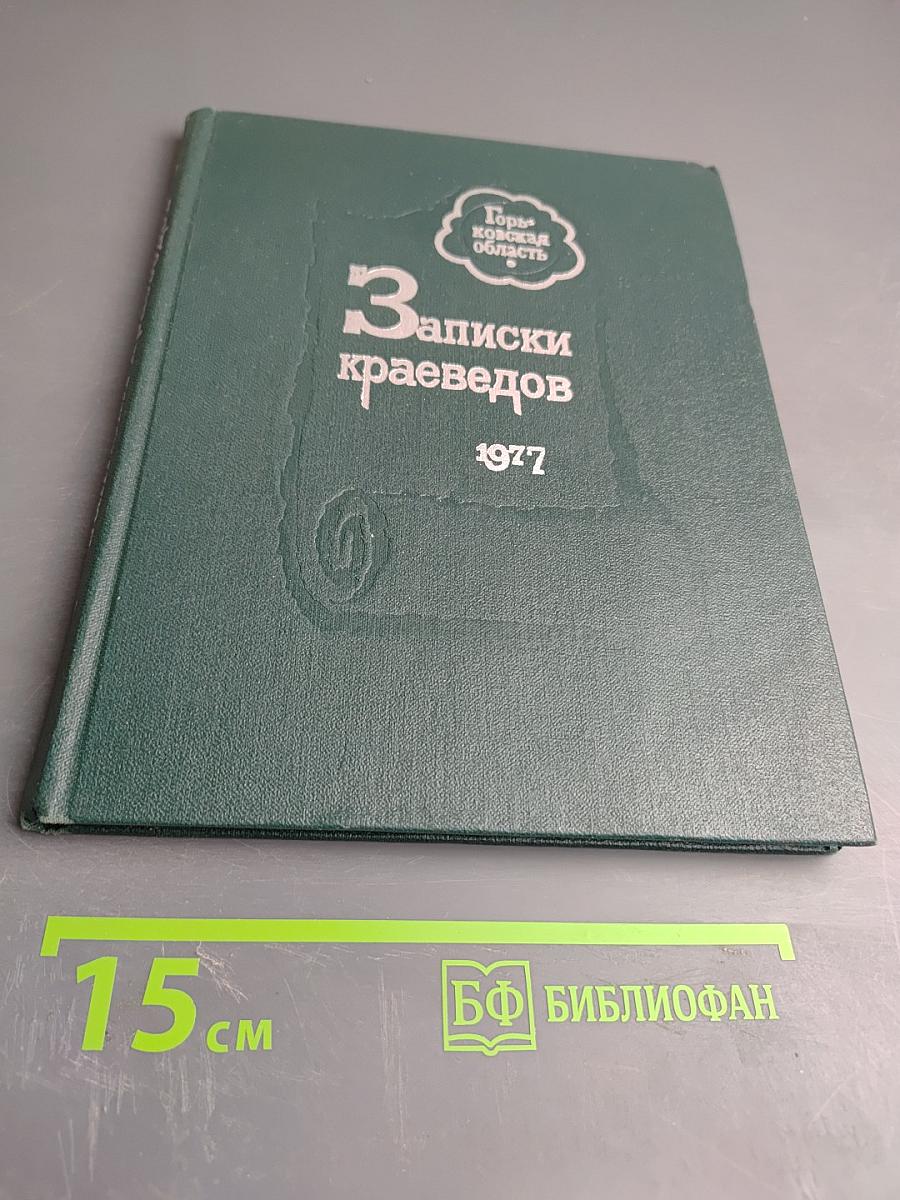 Горь-
ковская
область
Записки
краеведов
1977
15 см
БФ БИБЛИОФАН